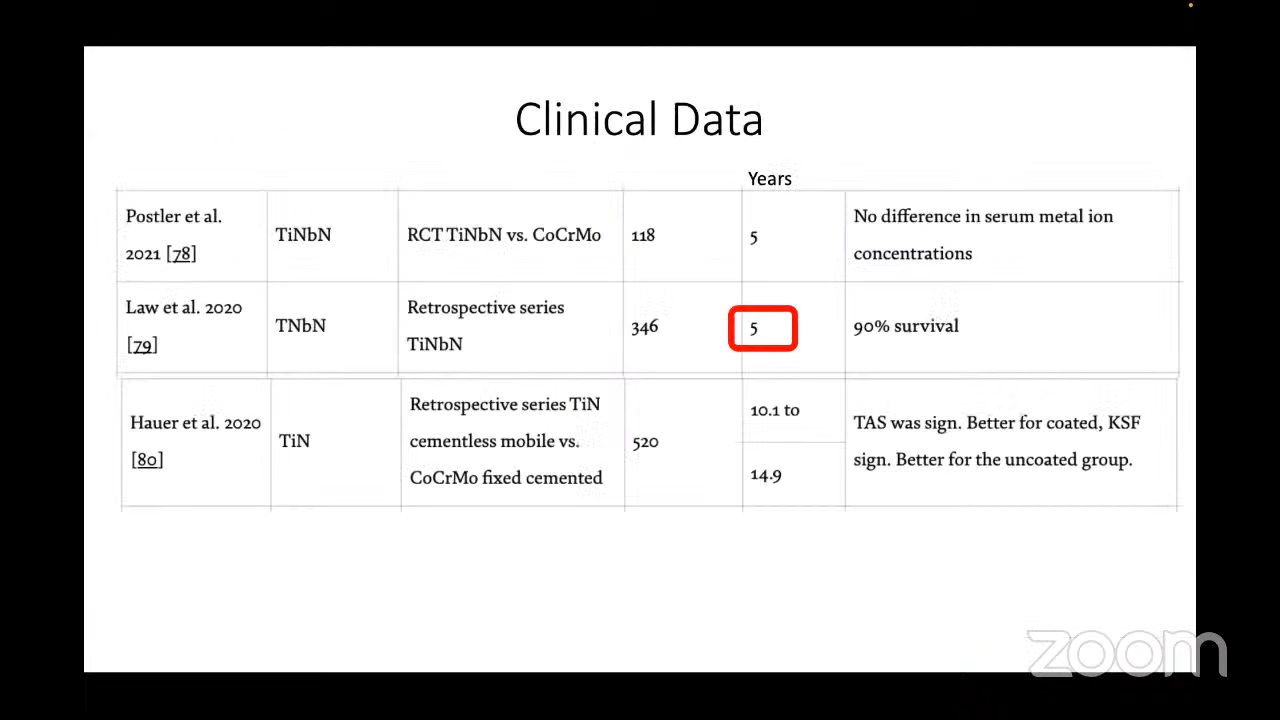 Clinical Data
Years
Postler et al.
2021 [78]
TiNbN
RCT TiNbN vs. CoCrMo
118
5
No difference in serum metal ion
concentrations
Law et al. 2020
[79]
TNbN
Retrospective series
TiNbN
346
5
90% survival
Hauer et al. 2020
[80]
TiN
Retrospective series TiN
cementless mobile vs.
CoCrMo fixed cemented
520
10.1 to
14.9
TAS was sign. Better for coated, KSF
sign. Better for the uncoated group.
zoom